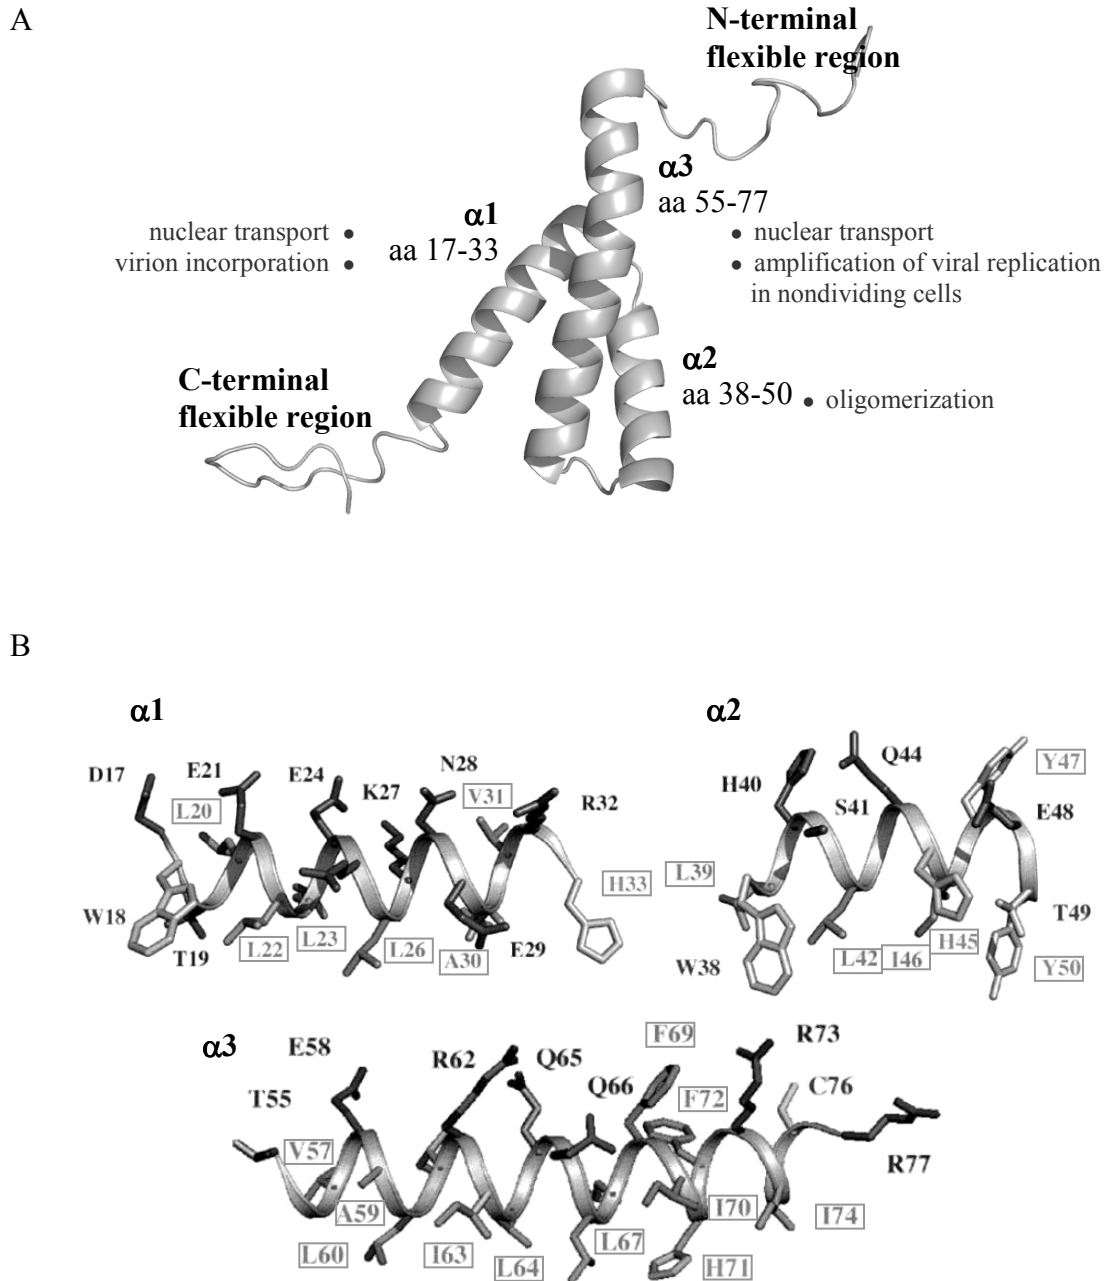 A
N-terminal
flexible region
α3
aa 55-77
α1
aa 17-33
nuclear transport •
virion incorporation •
• nuclear transport
• amplification of viral replication
in nondividing cells
α2
aa 38-50
• oligomerization
C-terminal
flexible region
B
α1
D17
E21
L20
E24
K27
N28
V31
R32
H33
W18
T19
L22
L23
L26
A30
E29
α2
H40
Q44
S41
Y47
E48
L39
W38
L42
I46
H45
T49
Y50
α3
E58
T55
V57
R62
Q65
Q66
F69
F72
R73
C76
R77
A59
L60
I63
L64
L67
I70
H71
I74